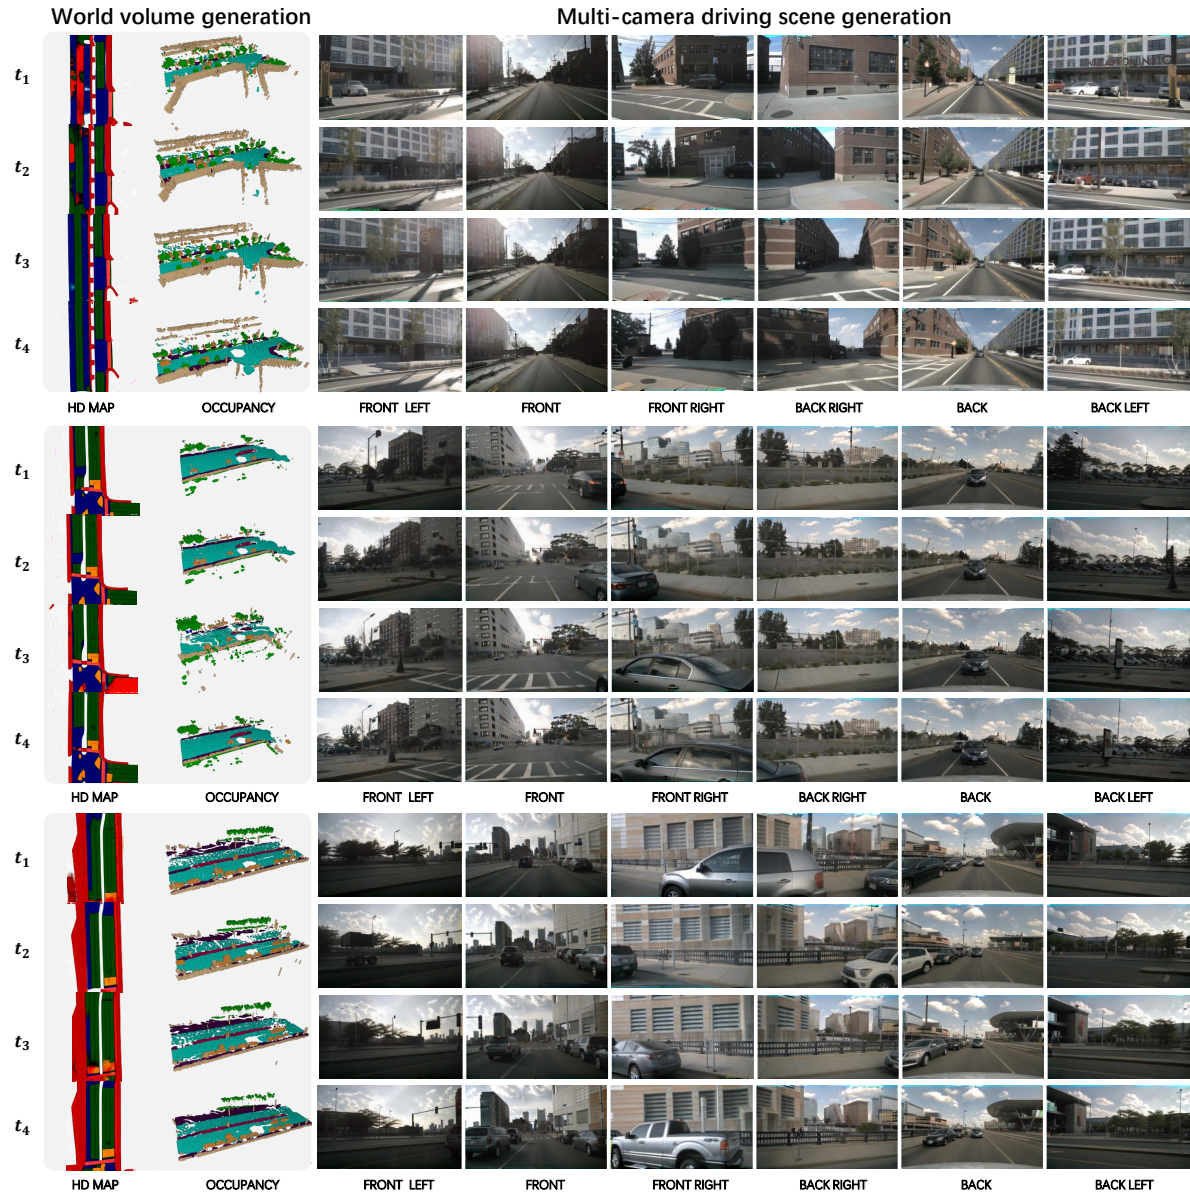 World volume generation
Multi-camera driving scene generation
t1
t2
t3
t4
HD MAP OCCUPANCY FRONT LEFT FRONT FRONT RIGHT BACK RIGHT BACK BACK LEFT
t1
t2
t3
t4
HD MAP OCCUPANCY FRONT LEFT FRONT FRONT RIGHT BACK RIGHT BACK BACK LEFT
t1
t2
t3
t4
HD MAP OCCUPANCY FRONT LEFT FRONT FRONT RIGHT BACK RIGHT BACK BACK LEFT